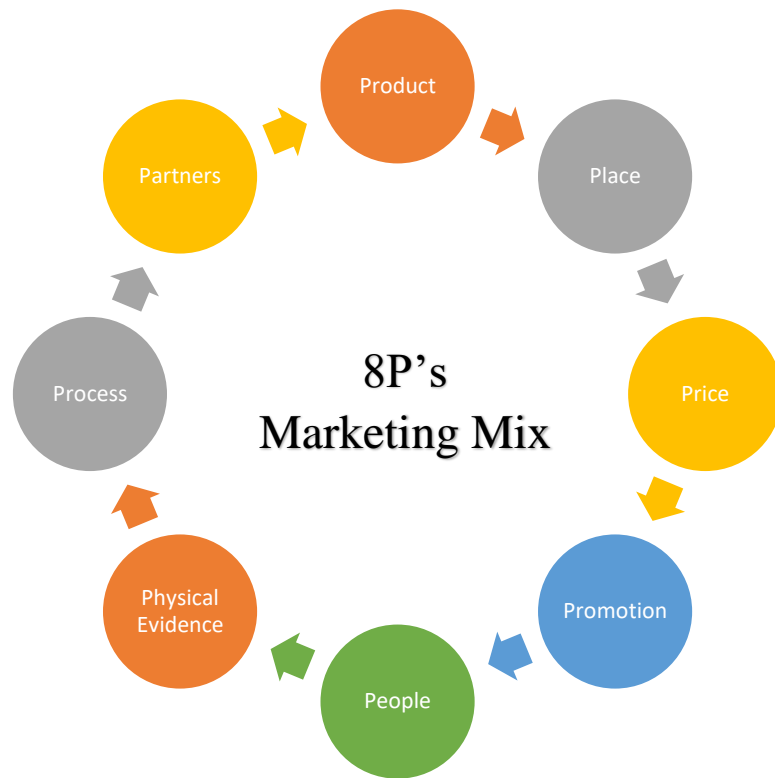 Product
Place
Price
Promotion
People
Physical
Evidence
Process
Partners
8P’s
Marketing Mix